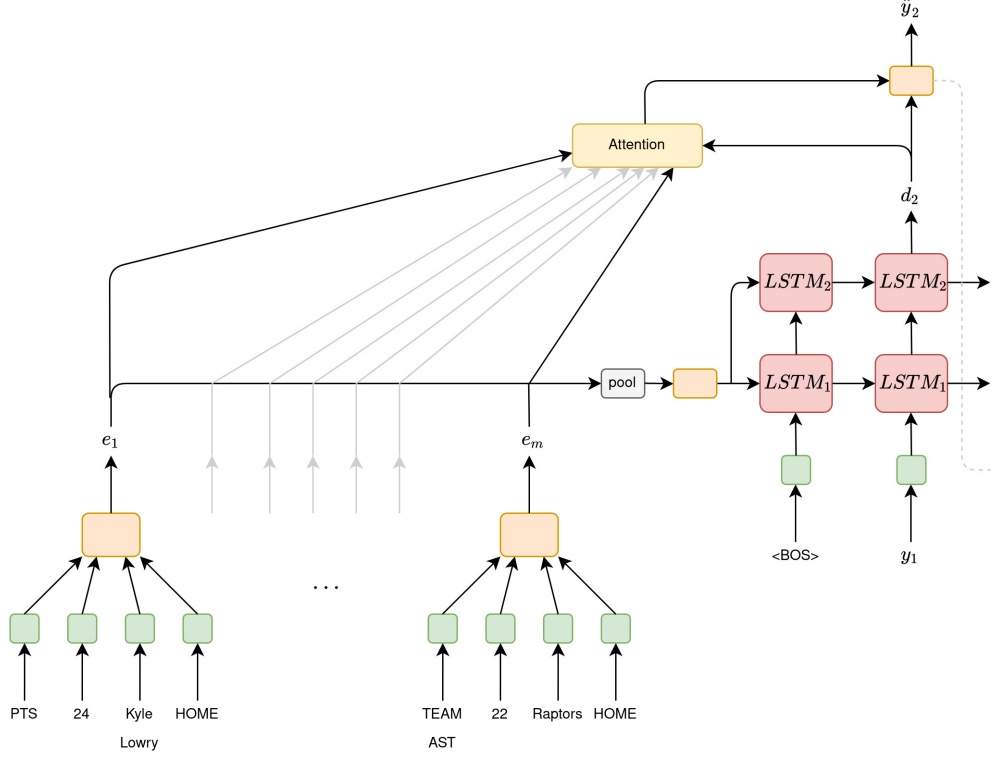 ŷ₂
Attention
d₂
LSTM₂ LSTM₂
pool
LSTM₁ LSTM₁
e₁ eₘ
<BOS> y₁
...
PTS 24 Kyle HOME TEAM 22 Raptors HOME
Lowry AST